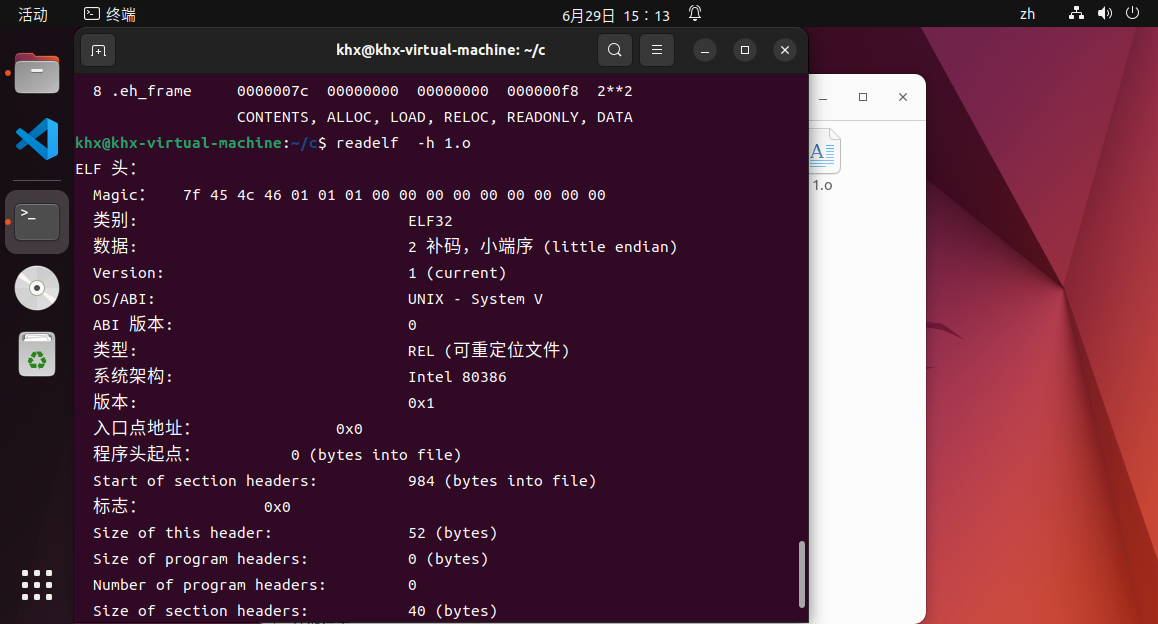 活动 终端 6月29日 15：13 zh
khx@khx-virtual-machine: ~/c
8 .eh_frame 0000007c 00000000 00000000 000000f8 2**2
CONTENTS, ALLOC, LOAD, RELOC, READONLY, DATA
khx@khx-virtual-machine:~/c$ readelf -h 1.o
ELF 头：
Magic： 7f 45 4c 46 01 01 01 00 00 00 00 00 00 00 00 00
类别: ELF32
数据: 2 补码，小端序 (little endian)
Version: 1 (current)
OS/ABI: UNIX - System V
ABI 版本: 0
类型: REL (可重定位文件)
系统架构: Intel 80386
版本: 0x1
入口点地址： 0x0
程序头起点： 0 (bytes into file)
Start of section headers: 984 (bytes into file)
标志： 0x0
Size of this header: 52 (bytes)
Size of program headers: 0 (bytes)
Number of program headers: 0
Size of section headers: 40 (bytes)
1.o